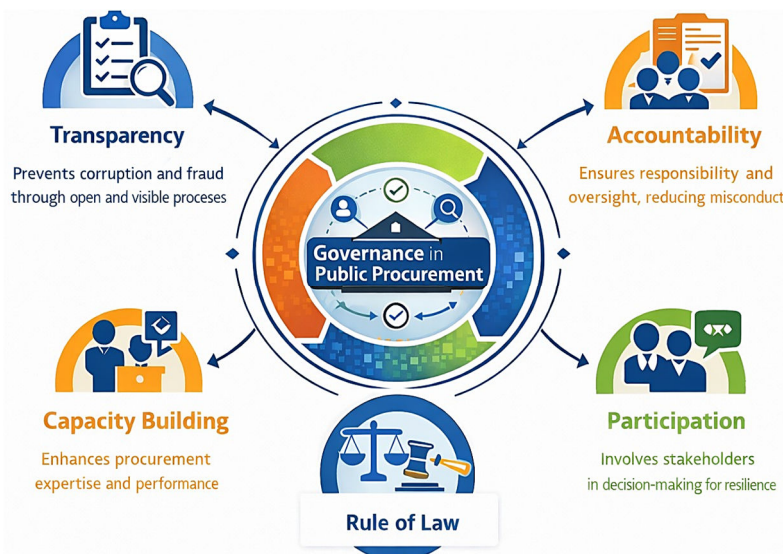 Transparency
Prevents corruption and fraud
through open and visible proceses
Accountability
Ensures responsibility and
oversight, reducing misconduct
Governance in
Public Procurement
Capacity Building
Enhances procurement
expertise and performance
Participation
Involves stakeholders
in decision-making for resilience
Rule of Law